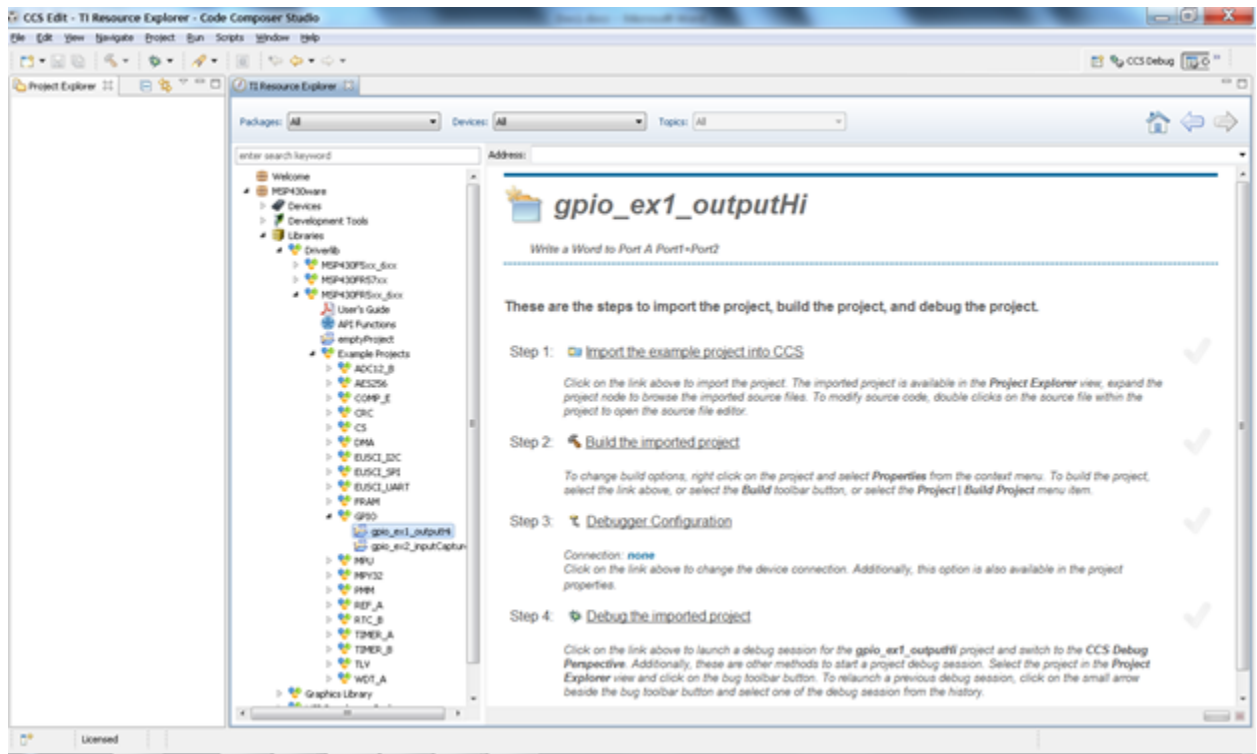 CCS Edit - TI Resource Explorer - Code Composer Studio
File Edit View Navigate Project Run Scripts Window Help
CCS Debug
Project Explorer
TI Resource Explorer
Packages: All Devices: All Topics: All
enter search keyword
Address:
Welcome
MSP430ware
Devices
Development Tools
Libraries
Driverlib
MSP430F5xx_6xx
MSP430FR57xx
MSP430FR5xx_6xx
User's Guide
API Functions
emptyProject
Example Projects
ADC12_B
AES256
COMP_E
CRC
CS
DMA
EUSCI_I2C
EUSCI_SPI
EUSCI_UART
FRAM
GPIO
gpio_ex1_outputHi
gpio_ex2_inputCaptur
MPU
MPY32
PMM
REF_A
RTC_B
TIMER_A
TIMER_B
TLV
WDT_A
Graphics Library
gpio_ex1_outputHi
Write a Word to Port A Port1+Port2
These are the steps to import the project, build the project, and debug the project.
Step 1: Import the example project into CCS
Click on the link above to import the project. The imported project is available in the Project Explorer view, expand the
project node to browse the imported source files. To modify source code, double clicks on the source file within the
project to open the source file editor.
Step 2: Build the imported project
To change build options, right click on the project and select Properties from the context menu. To build the project,
select the link above, or select the Build toolbar button, or select the Project | Build Project menu item.
Step 3: Debugger Configuration
Connection: none
Click on the link above to change the device connection. Additionally, this option is also available in the project
properties.
Step 4: Debug the imported project
Click on the link above to launch a debug session for the gpio_ex1_outputHi project and switch to the CCS Debug
Perspective. Additionally, these are other methods to start a project debug session. Select the project in the Project
Explorer view and click on the bug toolbar button. To relaunch a previous debug session, click on the small arrow
beside the bug toolbar button and select one of the debug session from the history.
Licensed